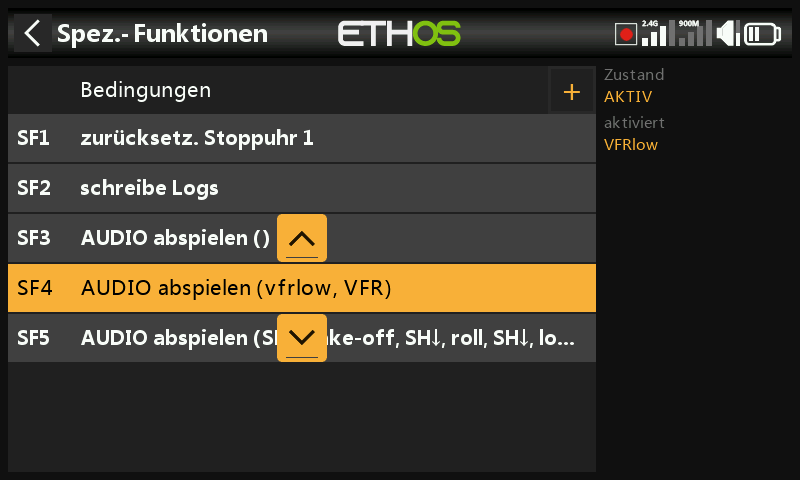 Spez.- Funktionen
ETHOS
2.4G
900M
Bedingungen
+
SF1 zurücksetz. Stoppuhr 1
SF2 schreibe Logs
SF3 AUDIO abspielen ()
SF4 AUDIO abspielen (vfrlow, VFR)
SF5 AUDIO abspielen (SH ke-off, SH↓, roll, SH↓, lo...
Zustand
AKTIV
aktiviert
VFRlow